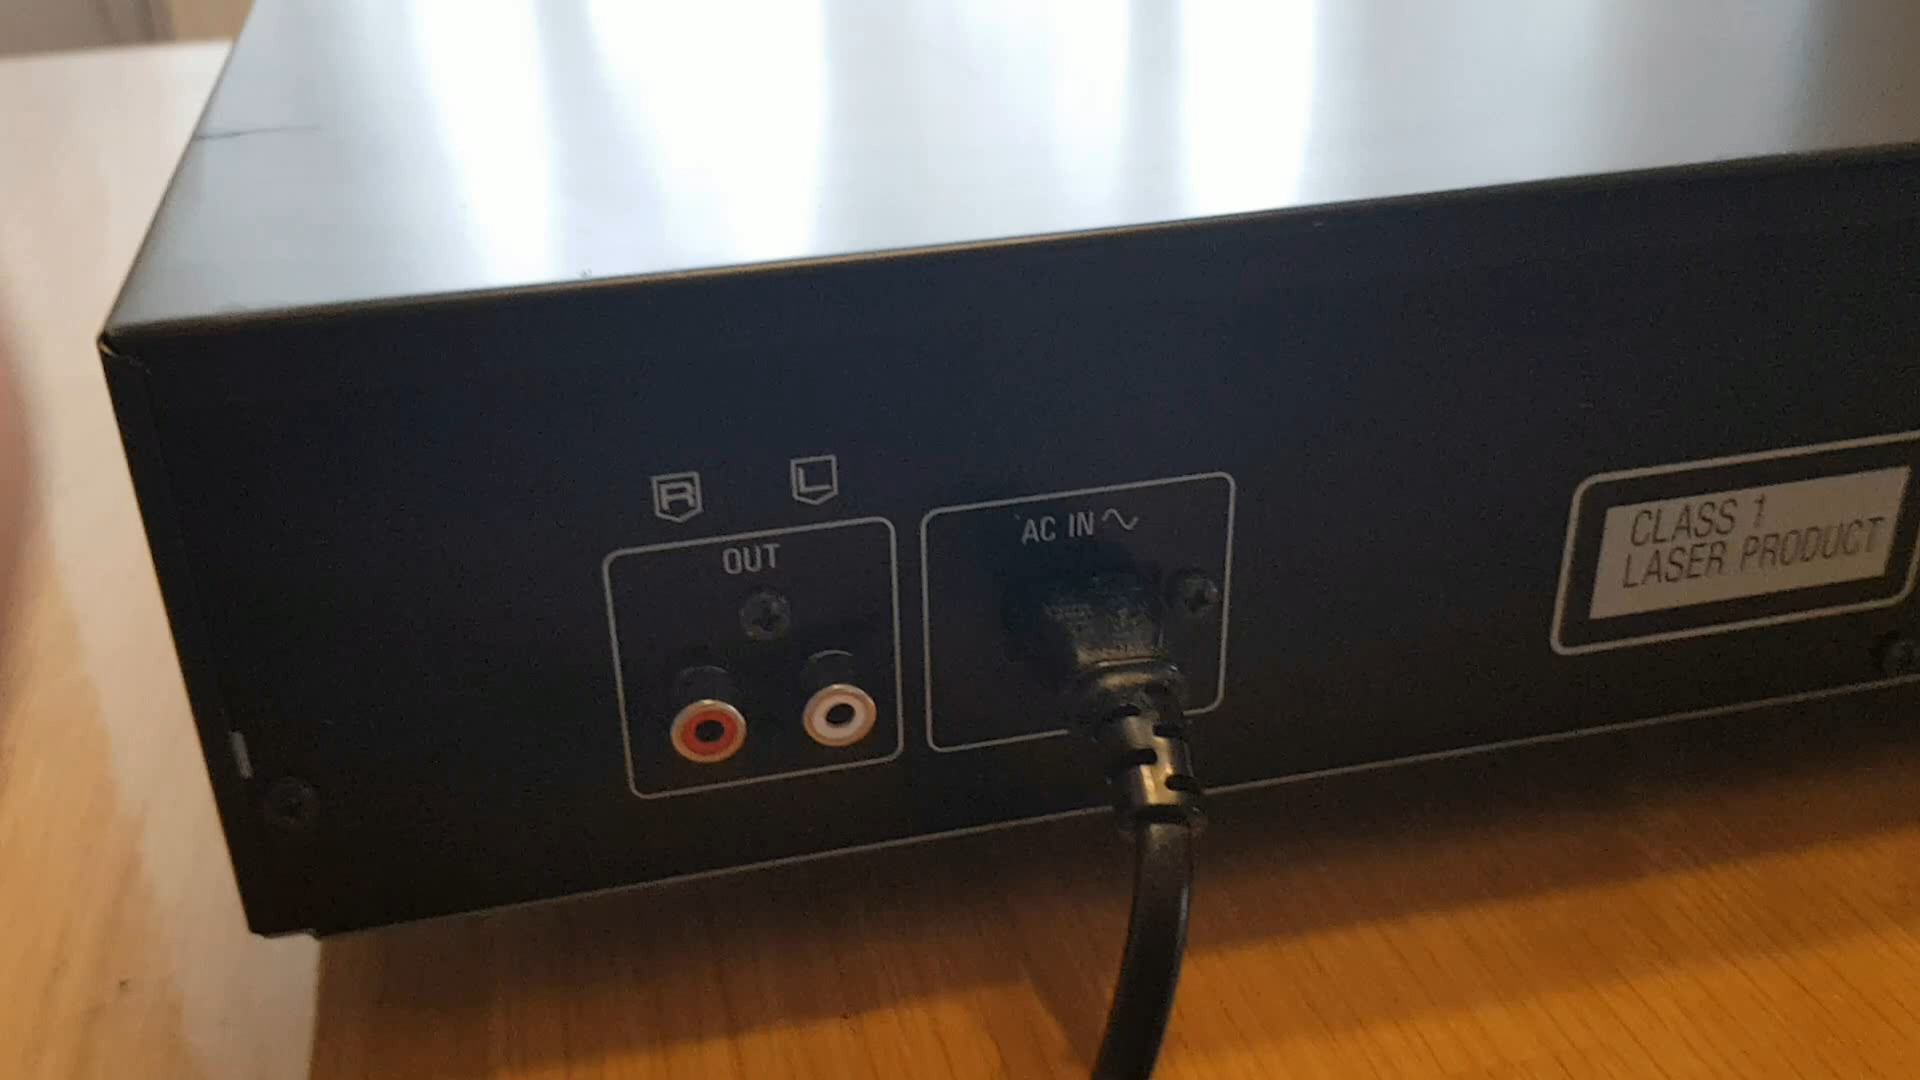 R L
OUT
AC IN
CLASS 1
LASER PRODUCT